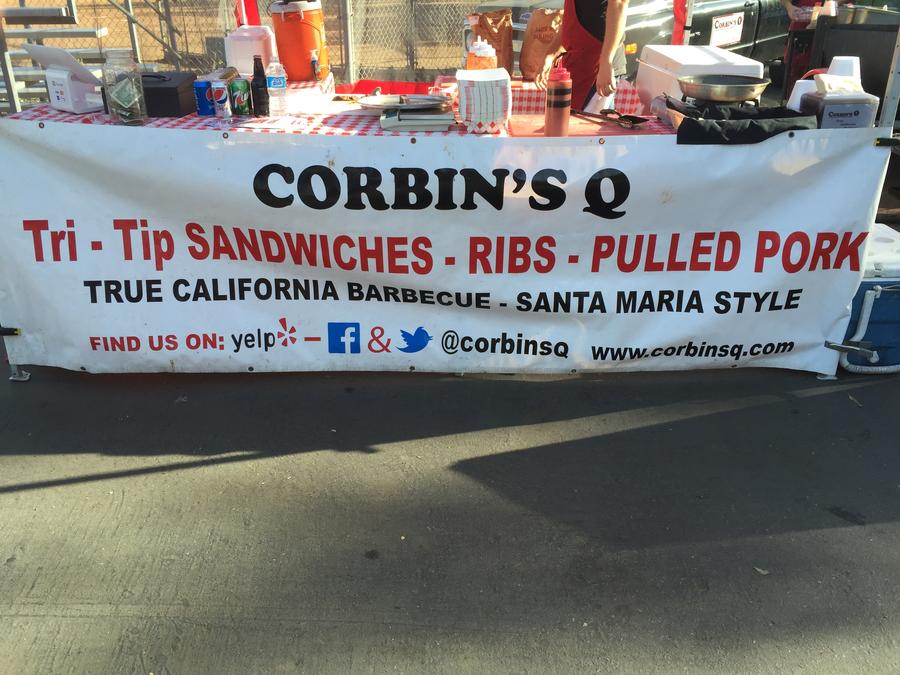 CORBIN'S Q
CORBIN'S Q
Tri - Tip SANDWICHES - RIBS - PULLED PORK
TRUE CALIFORNIA BARBECUE - SANTA MARIA STYLE
FIND US ON: yelp - f & @corbinsQ www.corbinsq.com